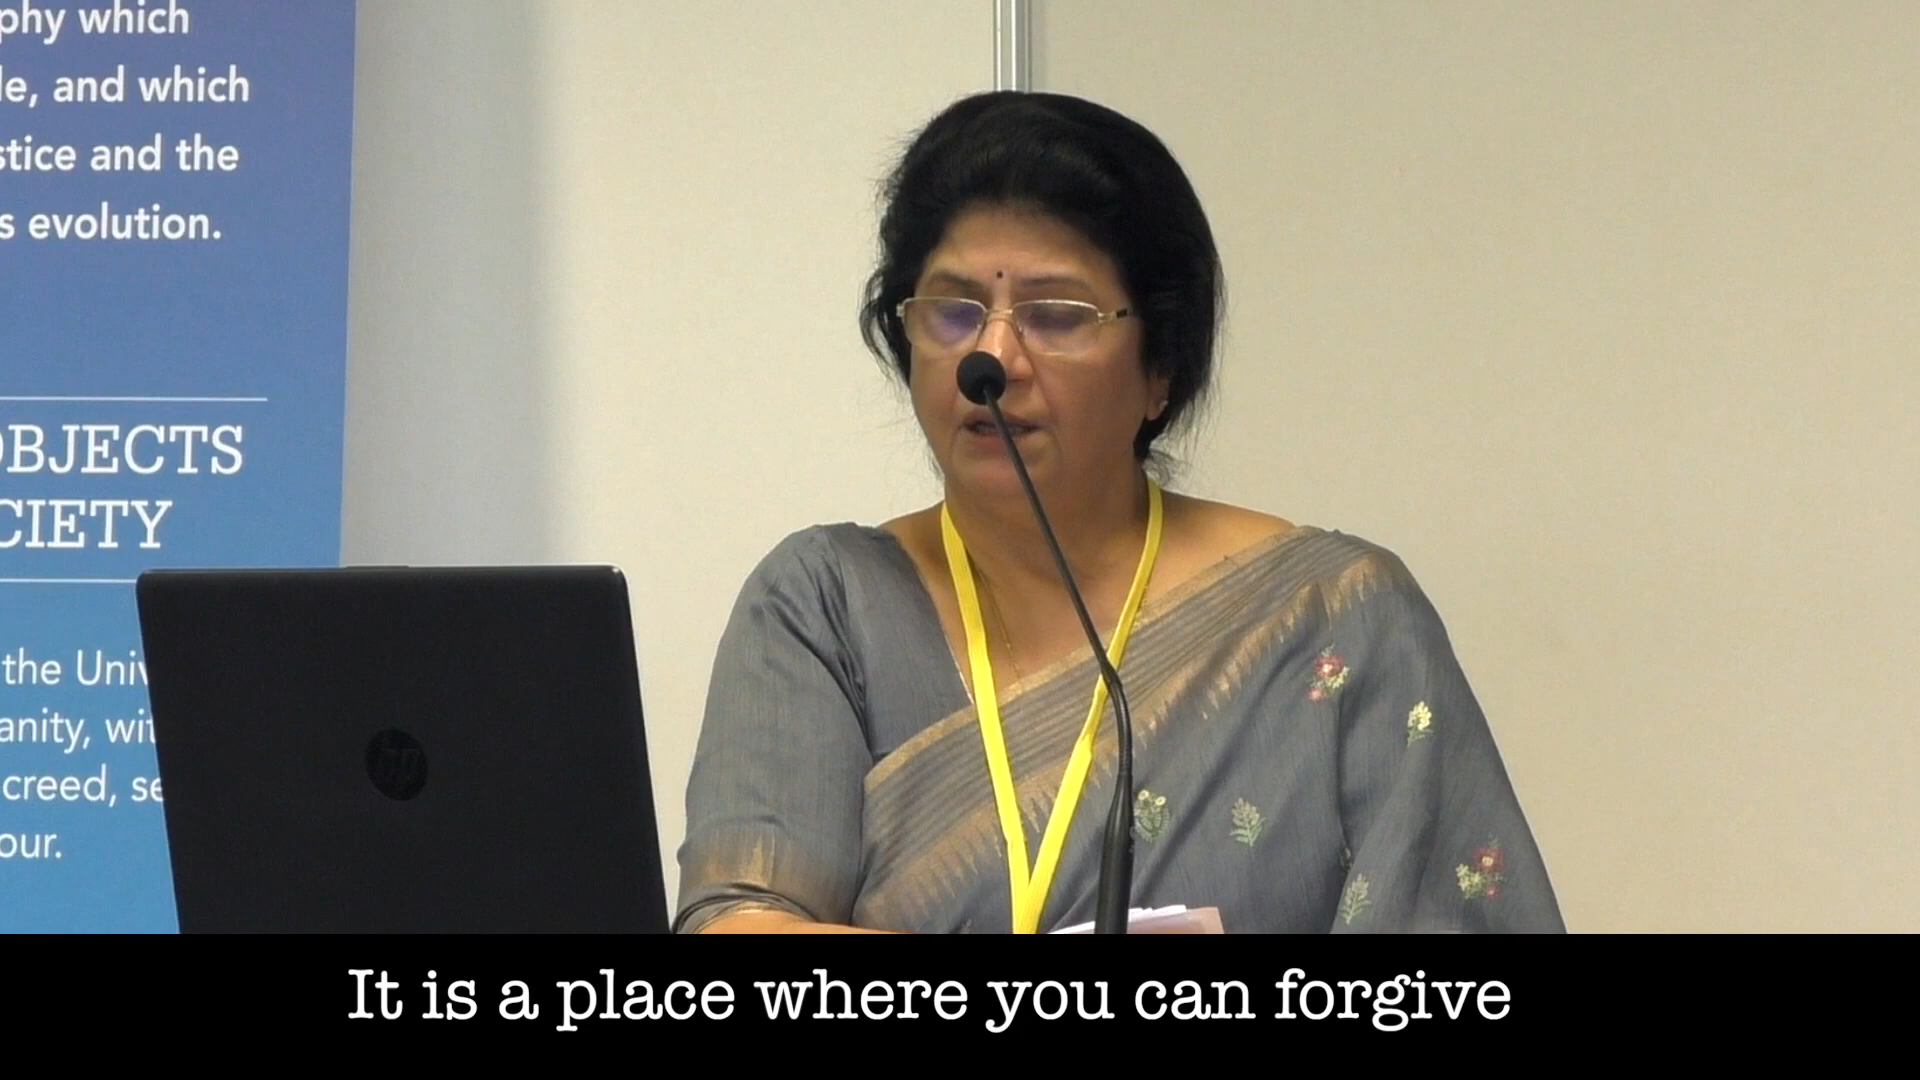 phy which
le, and which
stice and the
s evolution.
OBJECTS
CIETY
the Univ
anity, wit
creed, se
our.
hp
It is a place where you can forgive